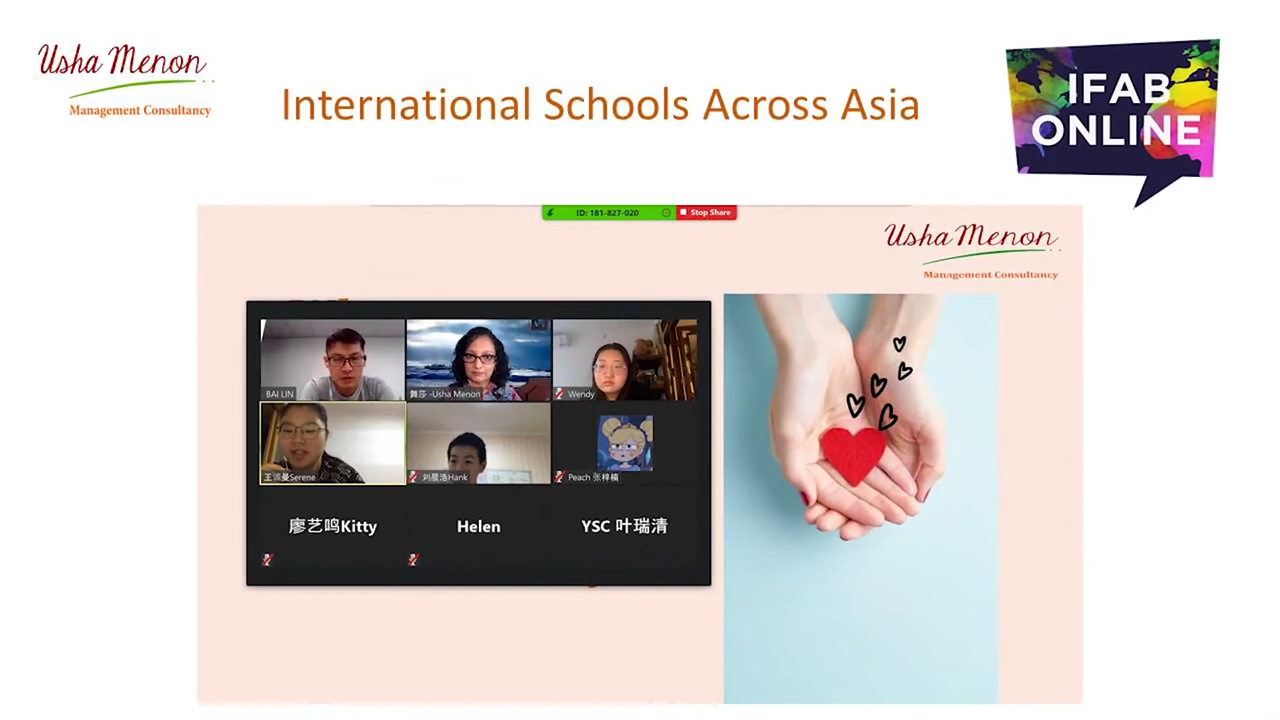 Usha Menon
Management Consultancy
International Schools Across Asia
IFAB
ONLINE
ID: 181-827-020
Stop Share
Usha Menon
Management Consultancy
BAI LIN
舞莎 -Usha Menon
Wendy
王诚曼Serene
刘晨浩Hank
Peach 张梓楠
廖艺鸣Kitty
Helen
YSC 叶瑞清